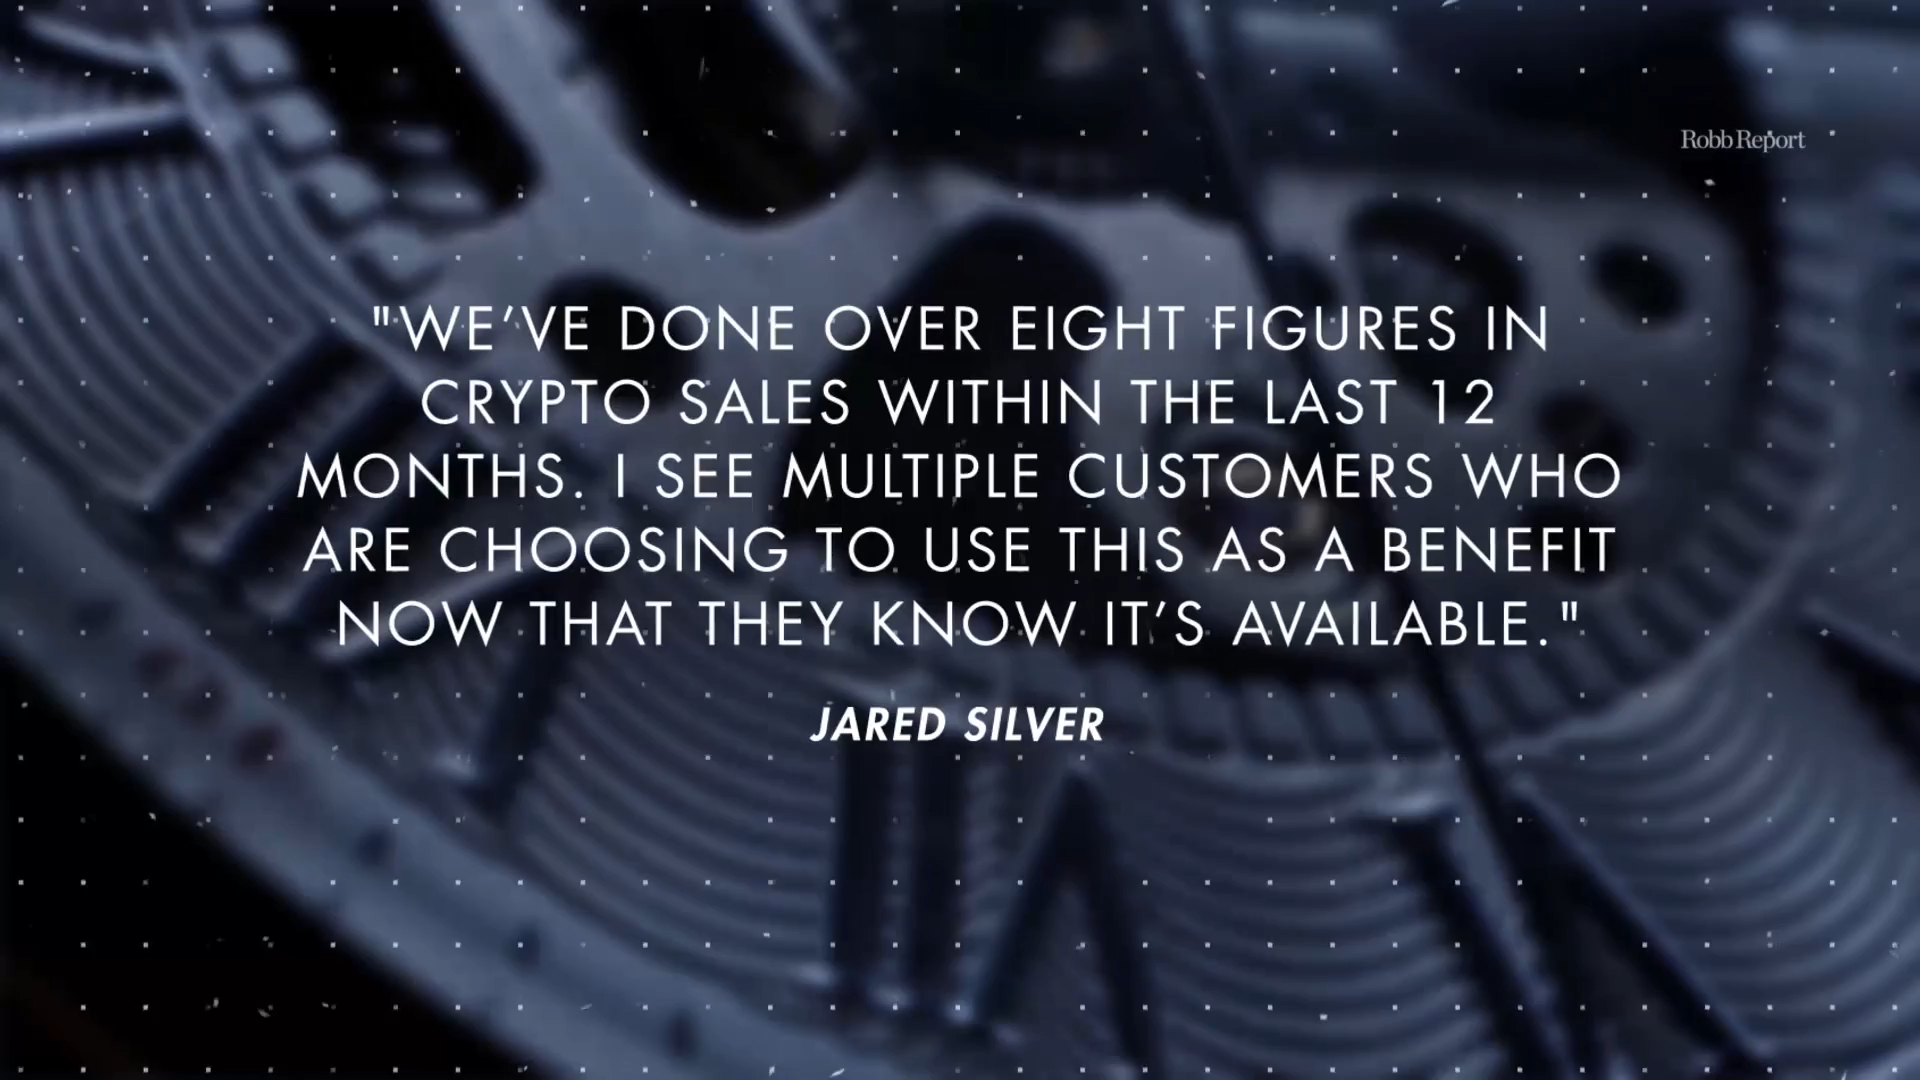 Robb Report
"WE’VE DONE OVER EIGHT FIGURES IN
CRYPTO SALES WITHIN THE LAST 12
MONTHS. I SEE MULTIPLE CUSTOMERS WHO
ARE CHOOSING TO USE THIS AS A BENEFIT
NOW THAT THEY KNOW IT’S AVAILABLE."
JARED SILVER